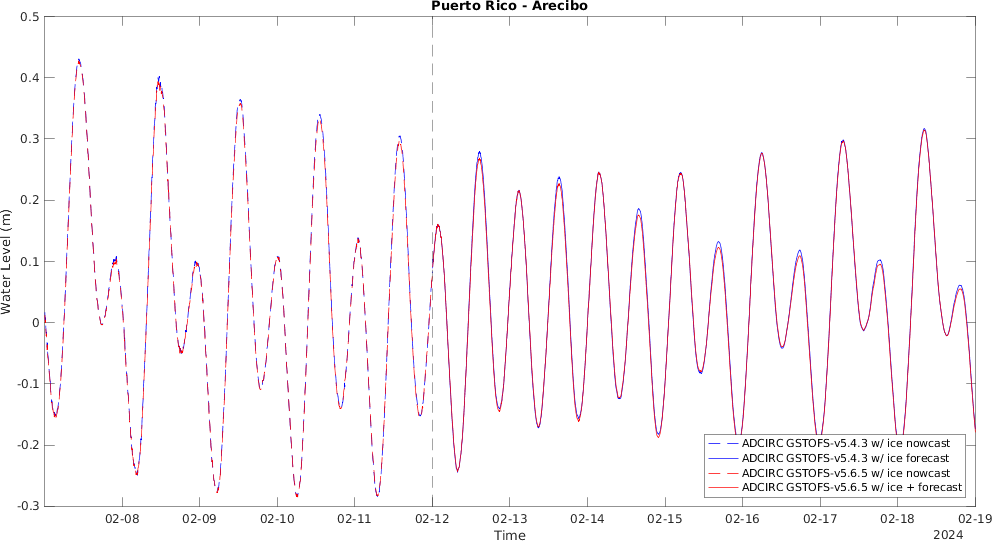 Puerto Rico - Arecibo
0.5
0.4
0.3
0.2
0.1
0
-0.1
-0.2
-0.3
Water Level (m)
ADCIRC GSTOFS-v5.4.3 w/ ice nowcast
ADCIRC GSTOFS-v5.4.3 w/ ice forecast
ADCIRC GSTOFS-v5.6.5 w/ ice nowcast
ADCIRC GSTOFS-v5.6.5 w/ ice + forecast
02-08 02-09 02-10 02-11 02-12 02-13 02-14 02-15 02-16 02-17 02-18 02-19
Time
2024